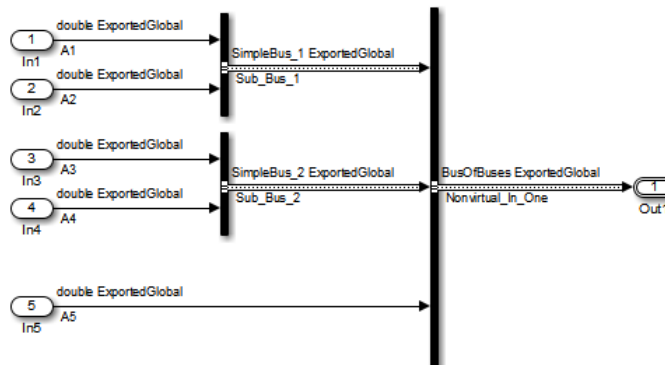 double ExportedGlobal
1
A1
In1
SimpleBus_1 ExportedGlobal
Sub_Bus_1
double ExportedGlobal
2
A2
In2
double ExportedGlobal
3
A3
In3
SimpleBus_2 ExportedGlobal
Sub_Bus_2
BusOfBuses ExportedGlobal
Nonvirtual_In_One
1
Out1
double ExportedGlobal
4
A4
In4
double ExportedGlobal
5
A5
In5